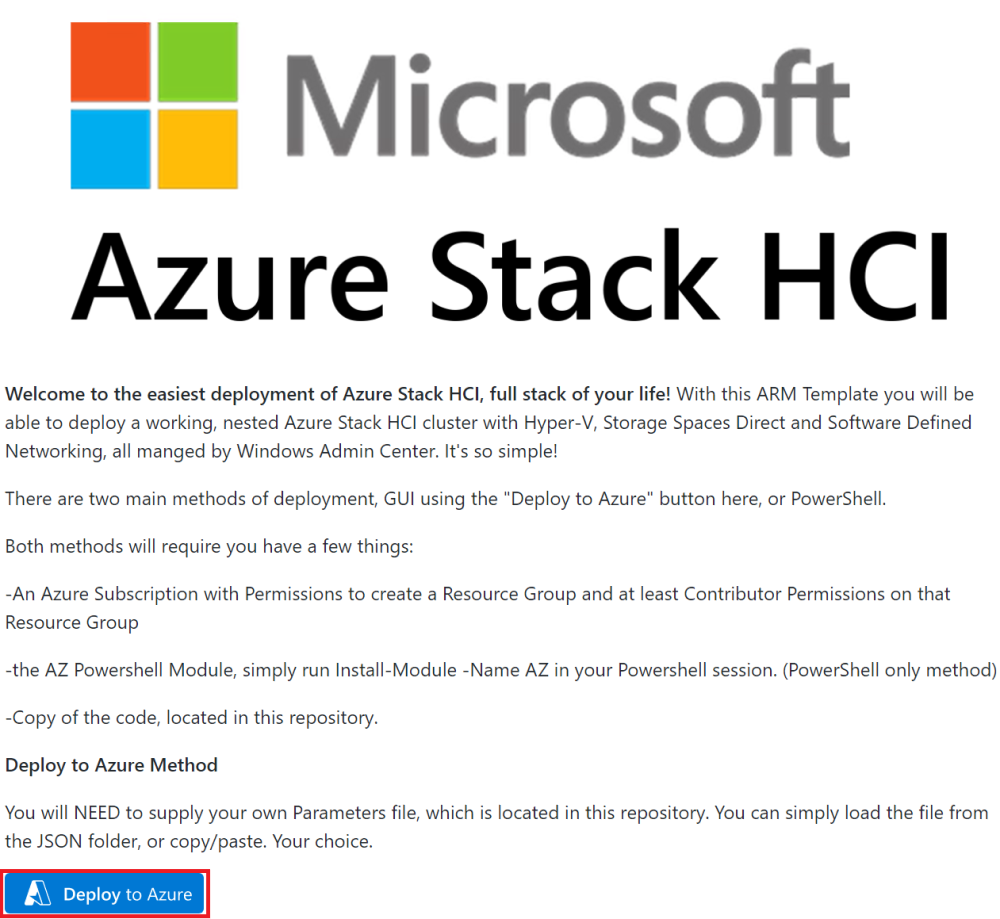 Microsoft
Azure Stack HCI
Welcome to the easiest deployment of Azure Stack HCI, full stack of your life! With this ARM Template you will be
able to deploy a working, nested Azure Stack HCI cluster with Hyper-V, Storage Spaces Direct and Software Defined
Networking, all manged by Windows Admin Center. It's so simple!
There are two main methods of deployment, GUI using the "Deploy to Azure" button here, or PowerShell.
Both methods will require you have a few things:
-An Azure Subscription with Permissions to create a Resource Group and at least Contributor Permissions on that
Resource Group
-the AZ Powershell Module, simply run Install-Module -Name AZ in your Powershell session. (PowerShell only method)
-Copy of the code, located in this repository.
Deploy to Azure Method
You will NEED to supply your own Parameters file, which is located in this repository. You can simply load the file from
the JSON folder, or copy/paste. Your choice.
Deploy to Azure